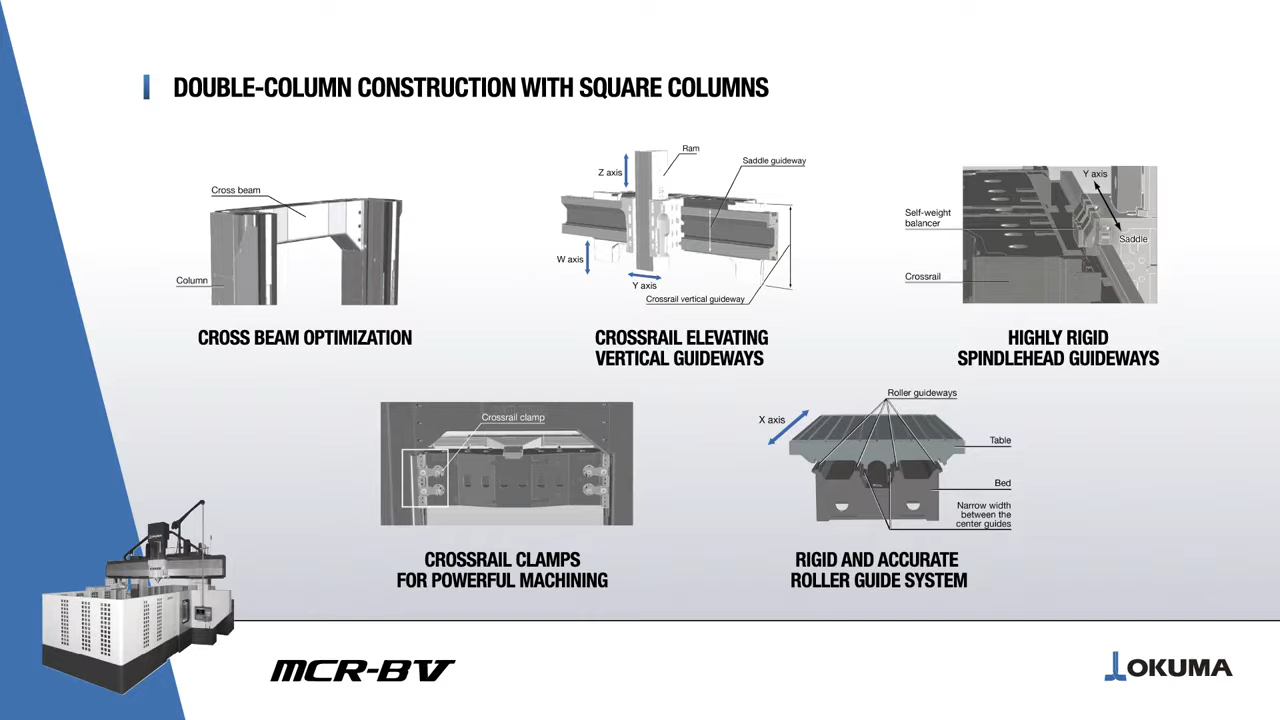 DOUBLE-COLUMN CONSTRUCTION WITH SQUARE COLUMNS
Cross beam
Column
CROSS BEAM OPTIMIZATION
Ram
Saddle guideway
Z axis
W axis
Y axis
Crossrail vertical guideway
CROSSRAIL ELEVATING
VERTICAL GUIDEWAYS
Y axis
Self-weight
balancer
Saddle
Crossrail
HIGHLY RIGID
SPINDLEHEAD GUIDEWAYS
Crossrail clamp
CROSSRAIL CLAMPS
FOR POWERFUL MACHINING
Roller guideways
X axis
Table
Bed
Narrow width
between the
center guides
RIGID AND ACCURATE
ROLLER GUIDE SYSTEM
MCR-BV
OKUMA